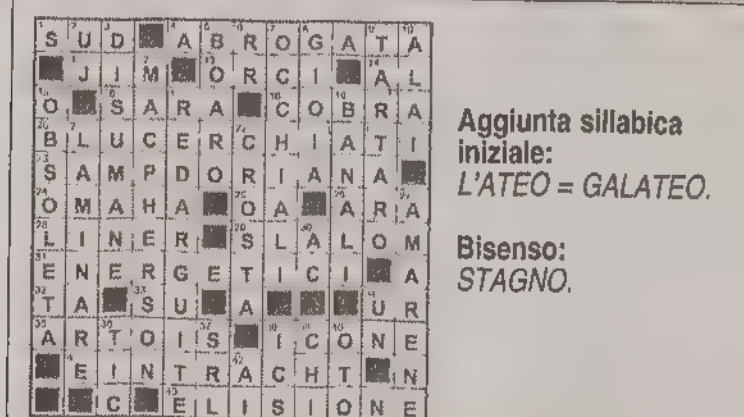 S U D A B R O G A T A
J I M O R C I A L
O S A R A C O B R A
B L U C E R C H I A T I
S A M P D O R I A N A
O M A H A O A A R A
L I N E R S L A L O M
E N E R G E T I C I A
T A S U A U R
A R T O I S I C O N E
E I N T R A C H T N
C E L I S I O N E
Aggiunta sillabica
iniziale:
L'ATEO = GALATEO.
Bisenso:
STAGNO.